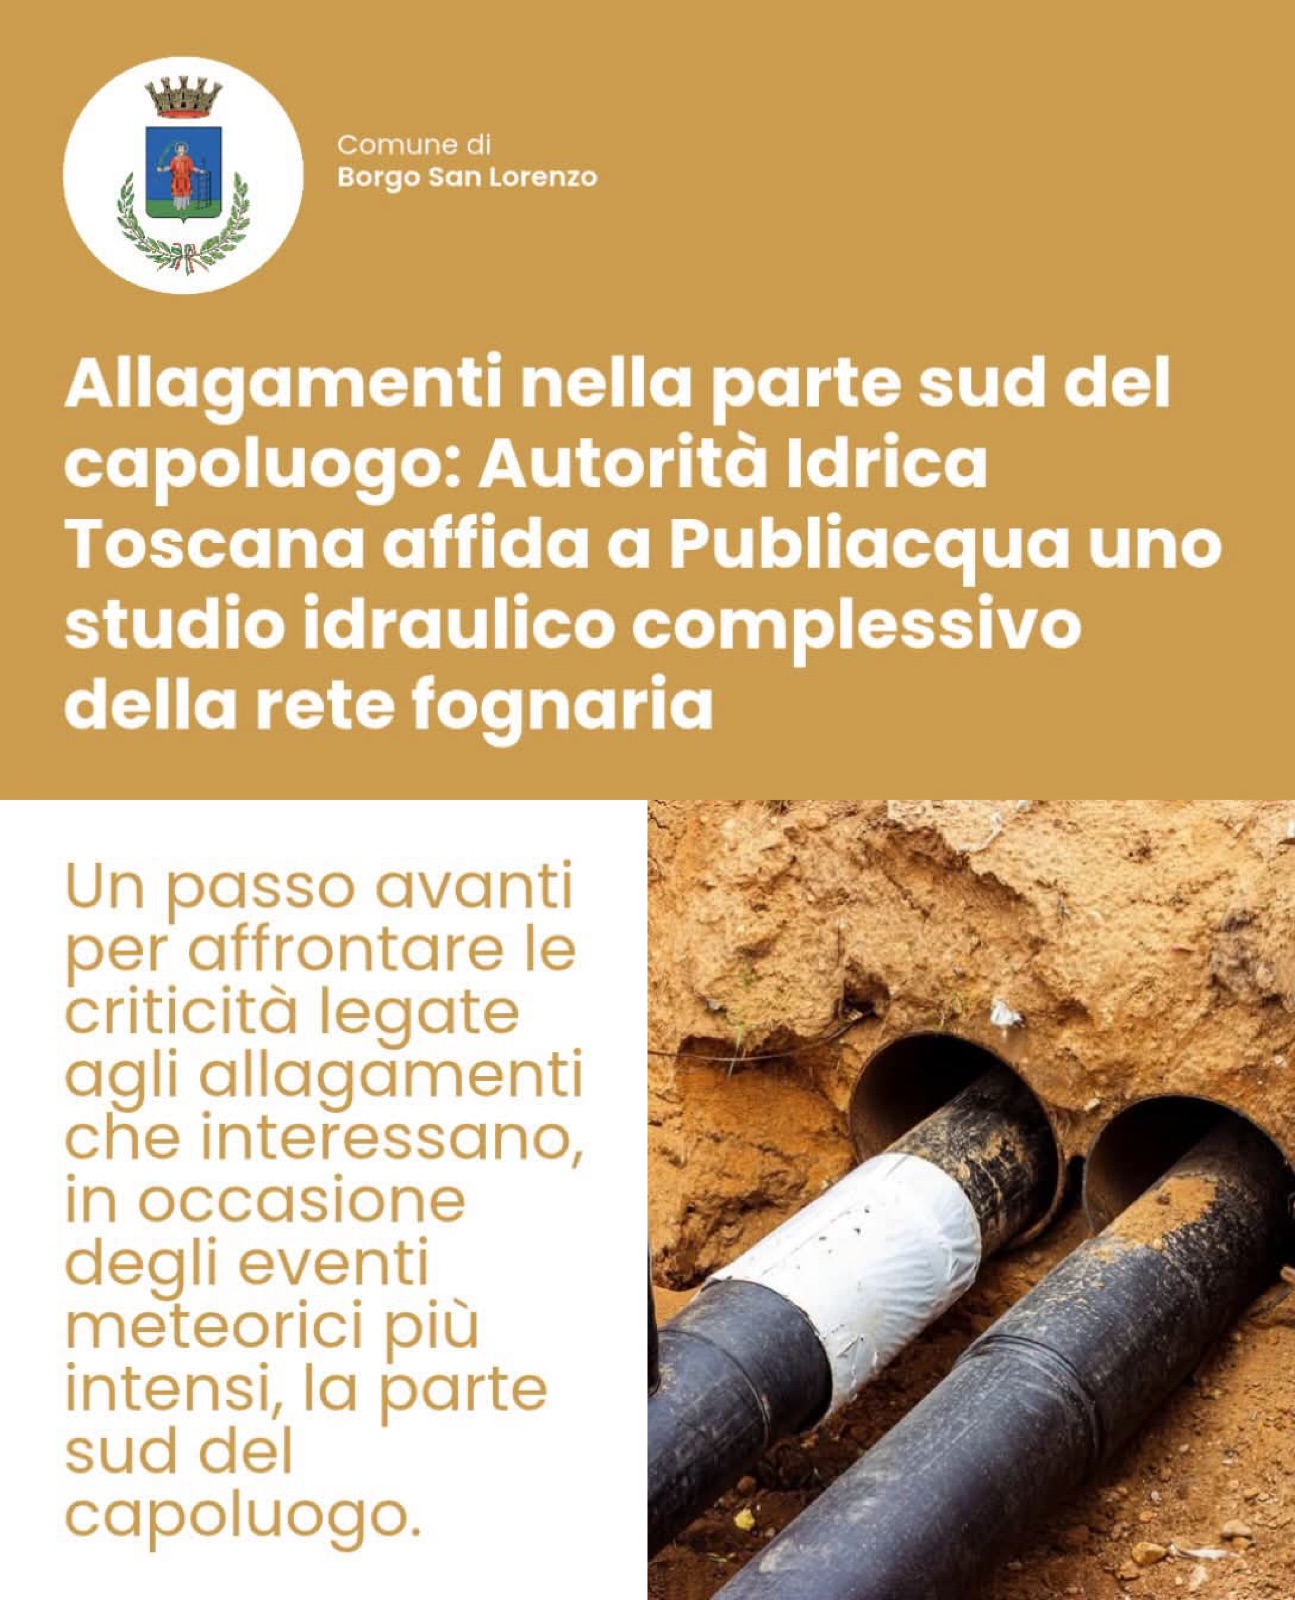 Comune di
Borgo San Lorenzo
Allagamenti nella parte sud del
capoluogo: Autorità Idrica
Toscana affida a Publiacqua uno
studio idraulico complessivo
della rete fognaria
Un passo avanti
per affrontare le
criticità legate
agli allagamenti
che interessano,
in occasione
degli eventi
meteorici più
intensi, la parte
sud del
capoluogo.